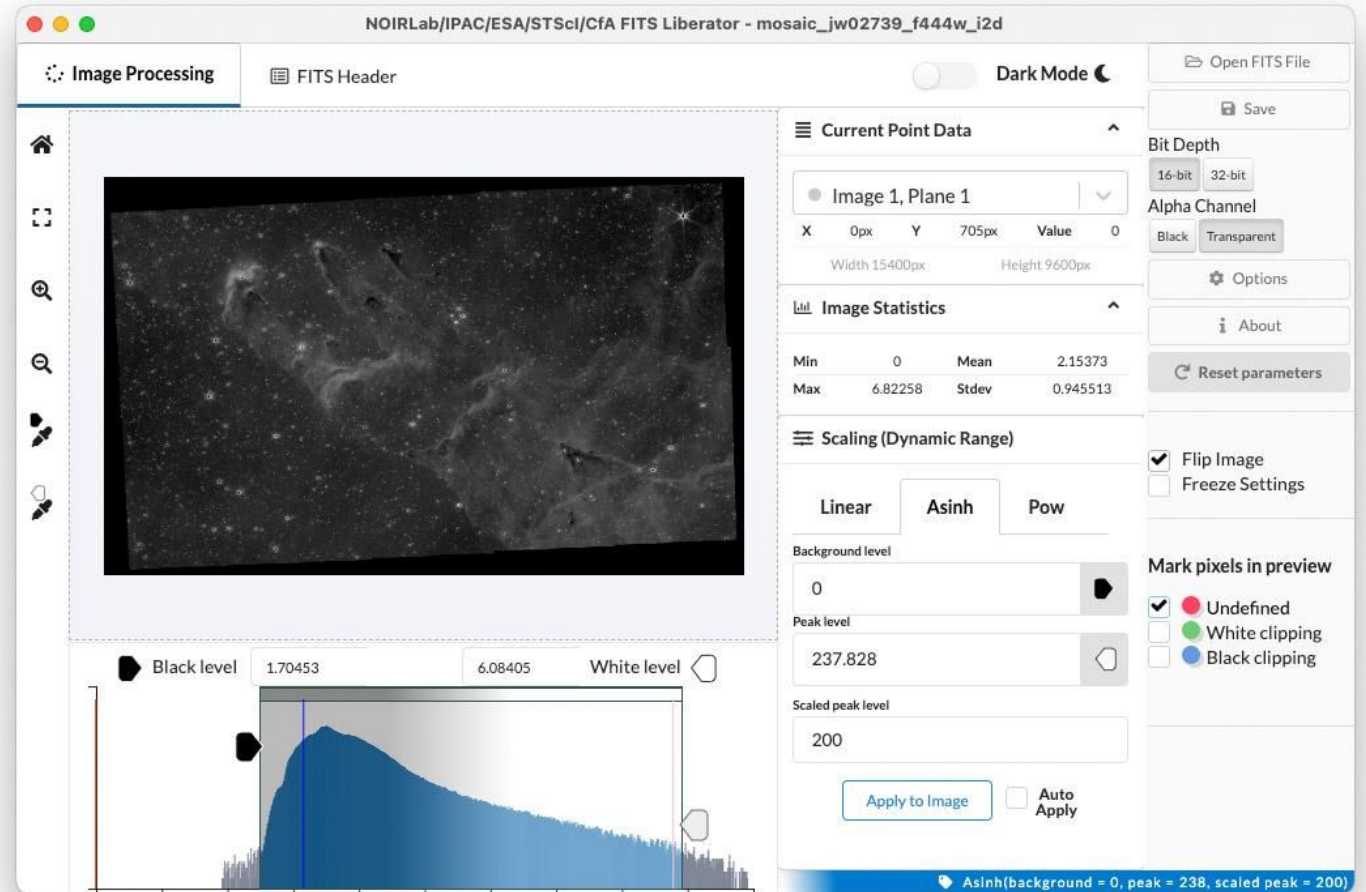 NOIRLab/IPAC/ESA/STScI/CfA FITS Liberator - mosaic_jw02739_f444w_i2d
Image Processing
FITS Header
Dark Mode
Current Point Data
Image 1, Plane 1
X 0px Y 705px Value 0
Width 15400px Height 9600px
Image Statistics
Min 0 Mean 2.15373
Max 6.82258 Stdev 0.945513
Scaling (Dynamic Range)
Linear Asinh Pow
Background level
0
Peak level
237.828
Scaled peak level
200
Apply to Image
Auto
Apply
Black level 1.70453 6.08405 White level
Open FITS File
Save
Bit Depth
16-bit 32-bit
Alpha Channel
Black Transparent
Options
i About
Reset parameters
Flip Image
Freeze Settings
Mark pixels in preview
Undefined
White clipping
Black clipping
Asinh(background = 0, peak = 238, scaled peak = 200)